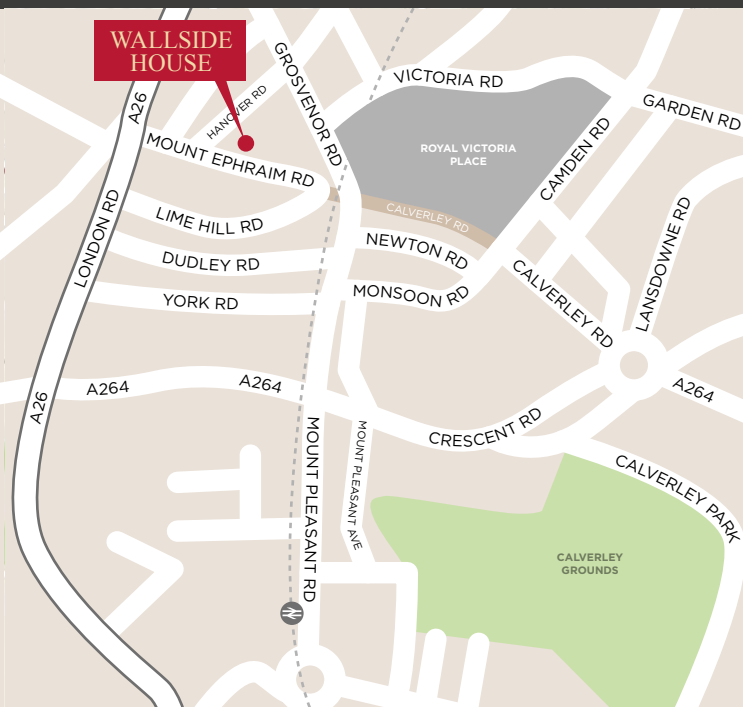 WALLSIDE
HOUSE
A26
HANOVER RD
GROSVENOR RD
VICTORIA RD
GARDEN RD
MOUNT EPHRAIM RD
ROYAL VICTORIA
PLACE
CAMDEN RD
CALVERLEY RD
LONDON RD
LIME HILL RD
DUDLEY RD
NEWTON RD
LANSDOWNE RD
YORK RD
MONSOON RD
CALVERLEY RD
A26
A264
A264
A264
CRESCENT RD
MOUNT PLEASANT RD
MOUNT PLEASANT AVE
CALVERLEY PARK
CALVERLEY
GROUNDS